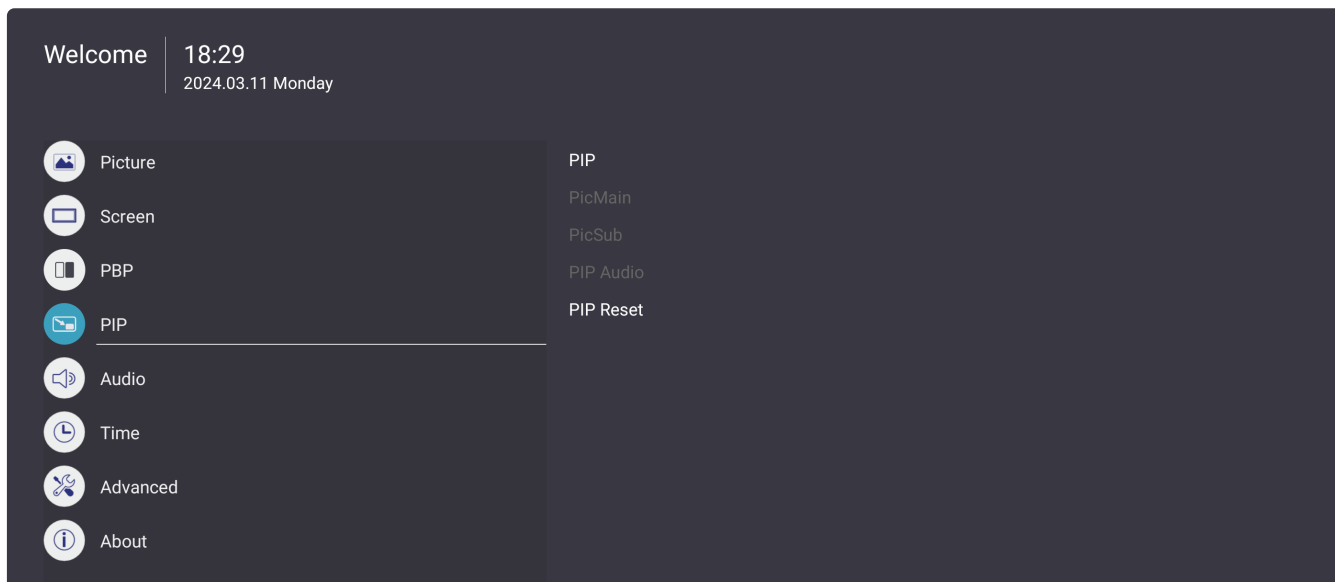 Welcome
18:29
2024.03.11 Monday
Picture
Screen
PBP
PIP
Audio
Time
Advanced
About
PIP
PicMain
PicSub
PIP Audio
PIP Reset